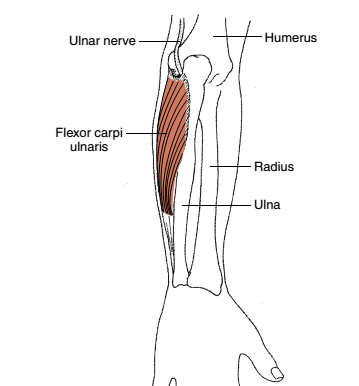 Ulnar nerve
Humerus
Flexor carpi
ulnaris
Radius
Ulna